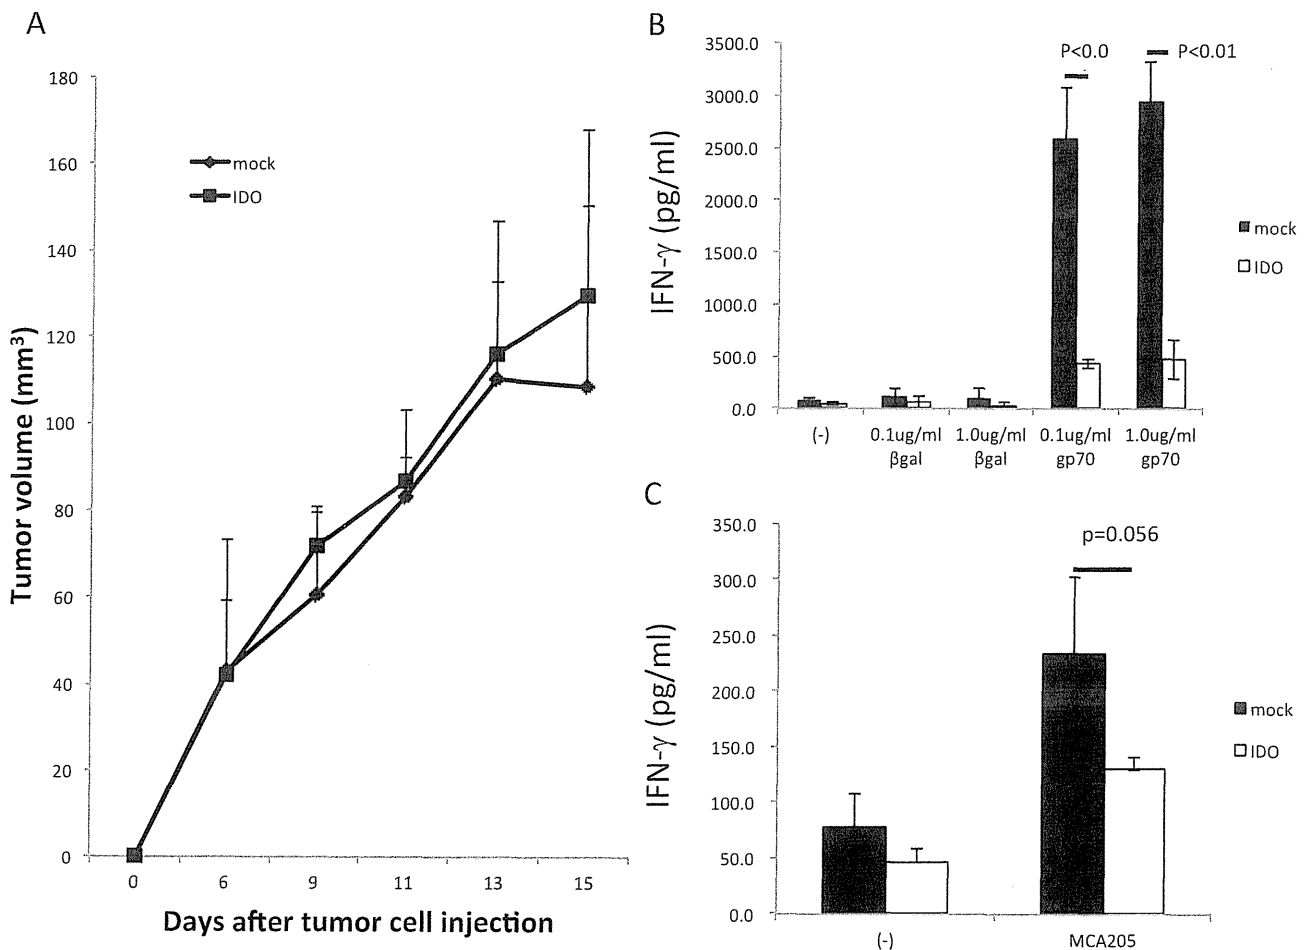 A
180
160
140
120
100
80
60
40
20
0
Tumor volume (mm³)
mock
IDO
0 6 9 11 13 15
Days after tumor cell injection
B
3500.0
3000.0
2500.0
2000.0
1500.0
1000.0
500.0
0.0
IFN-γ (pg/ml)
P<0.0
P<0.01
mock
IDO
(-) 0.1ug/ml 1.0ug/ml 0.1ug/ml 1.0ug/ml
βgal βgal gp70 gp70
C
350.0
300.0
250.0
200.0
150.0
100.0
50.0
0.0
IFN-γ (pg/ml)
p=0.056
mock
IDO
(-) MCA205